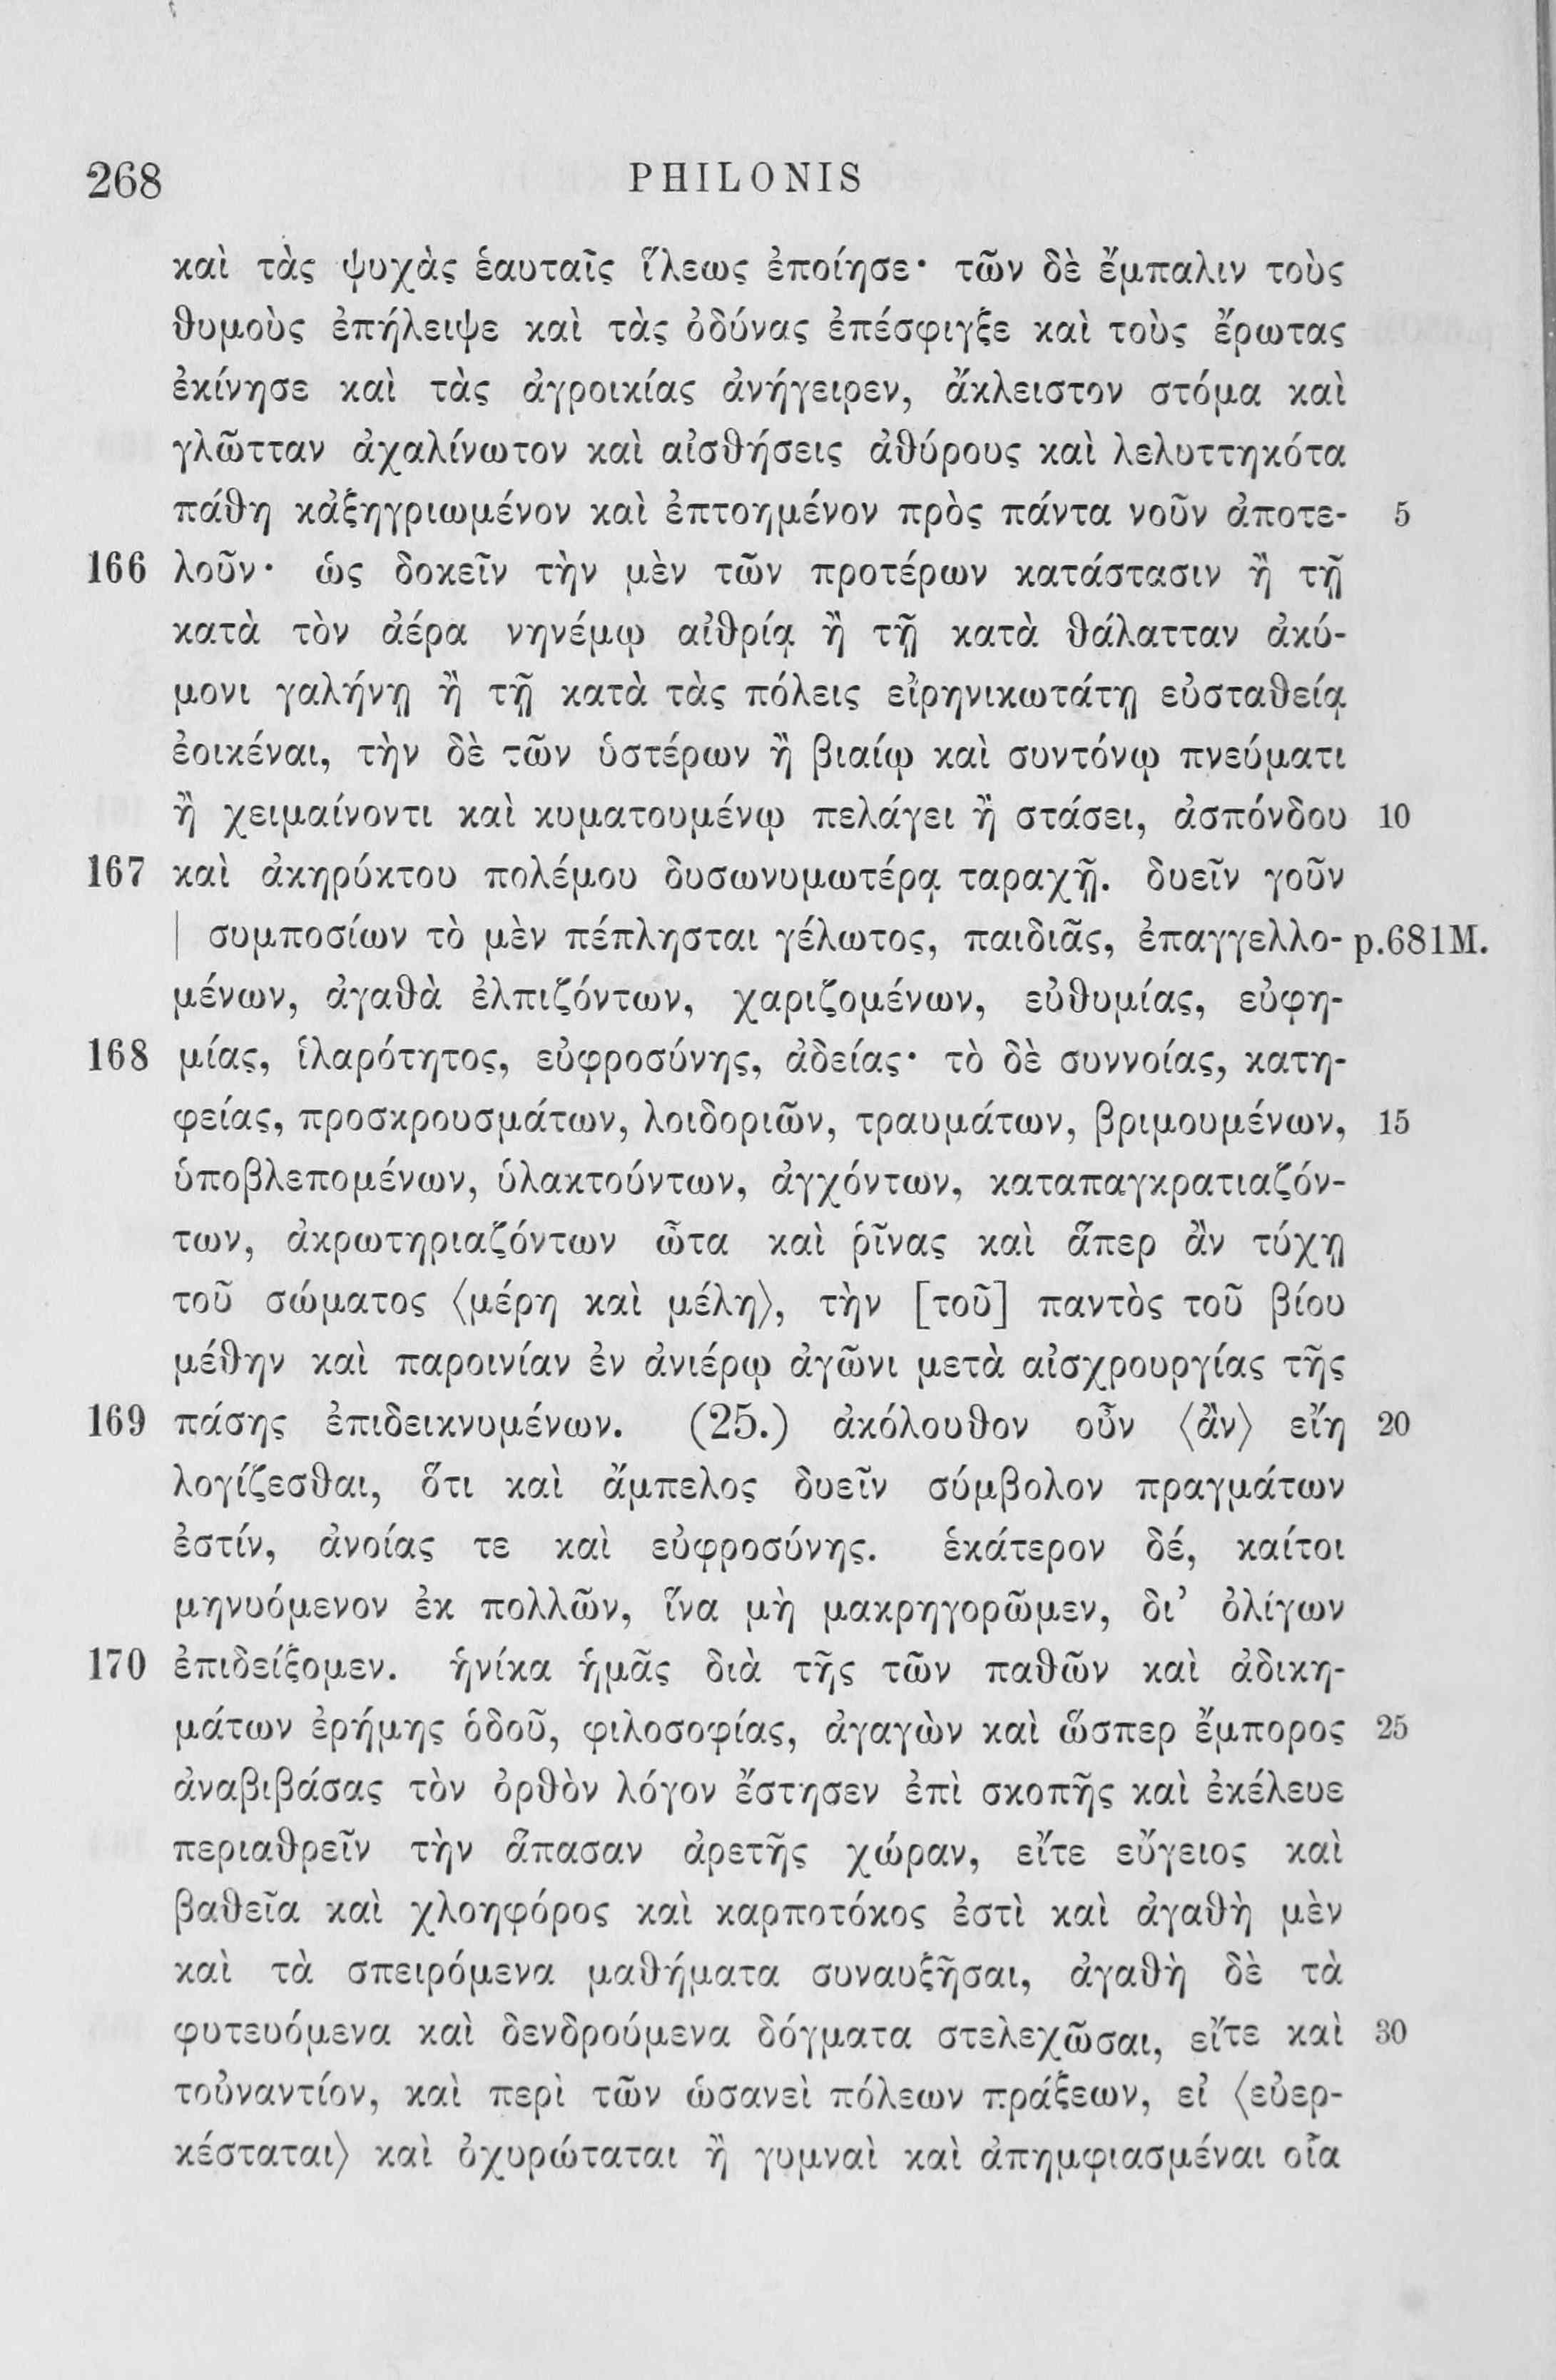 268 PHILONIS
καὶ τὰς ψυχὰς ἑαυταῖς ἵλεως ἐποίησε· τῶν δὲ ἔμπαλιν τοὺς
θυμοὺς ἐπήλειψε καὶ τὰς ὀδύνας ἐπέσφιγξε καὶ τοὺς ἔρωτας
ἐκίνησε καὶ τὰς ἀγροικίας ἀνήγειρεν, ἄκλειστον στόμα καὶ
γλῶτταν ἀχαλίνωτον καὶ αἰσθήσεις ἀθύρους καὶ λελυττηκότα
πάθη κἀξηγριωμένον καὶ ἐπτοημένον πρὸς πάντα νοῦν ἀποτε- 5
166 λοῦν· ὡς δοκεῖν τὴν μὲν τῶν προτέρων κατάστασιν ἢ τῇ
κατὰ τὸν ἀέρα νηνέμῳ αἰθρίᾳ ἢ τῇ κατὰ θάλατταν ἀκύ-
μονι γαλήνῃ ἢ τῇ κατὰ τὰς πόλεις εἰρηνικωτάτῃ εὐσταθείᾳ
ἐοικέναι, τὴν δὲ τῶν ὑστέρων ἢ βιαίῳ καὶ συντόνῳ πνεύματι
ἢ χειμαίνοντι καὶ κυματουμένῳ πελάγει ἢ στάσει, ἀσπόνδου 10
167 καὶ ἀκηρύκτου πολέμου δυσωνυμωτέρᾳ ταραχῇ. δυεῖν γοῦν
| συμποσίων τὸ μὲν πέπλησται γέλωτος, παιδιᾶς, ἐπαγγελλο- p.681M.
μένων, ἀγαθὰ ἐλπιζόντων, χαριζομένων, εὐθυμίας, εὐφη-
168 μίας, ἱλαρότητος, εὐφροσύνης, ἀδείας· τὸ δὲ συννοίας, κατη-
φείας, προσκρουσμάτων, λοιδοριῶν, τραυμάτων, βριμουμένων, 15
ὑποβλεπομένων, ὑλακτούντων, ἀγχόντων, καταπαγκρατιαζόν-
των, ἀκρωτηριαζόντων ὦτα καὶ ῥῖνας καὶ ἅπερ ἂν τύχῃ
τοῦ σώματος ⟨μέρη καὶ μέλη⟩, τὴν [τοῦ] παντὸς τοῦ βίου
μέθην καὶ παροινίαν ἐν ἀνιέρῳ ἀγῶνι μετὰ αἰσχρουργίας τῆς
169 πάσης ἐπιδεικνυμένων. (25.) ἀκόλουθον οὖν ⟨ἂν⟩ εἴη 20
λογίζεσθαι, ὅτι καὶ ἄμπελος δυεῖν σύμβολον πραγμάτων
ἐστίν, ἀνοίας τε καὶ εὐφροσύνης. ἑκάτερον δέ, καίτοι
μηνυόμενον ἐκ πολλῶν, ἵνα μὴ μακρηγορῶμεν, δι’ ὀλίγων
170 ἐπιδείξομεν. ἡνίκα ἡμᾶς διὰ τῆς τῶν παθῶν καὶ ἀδικη-
μάτων ἐρήμης ὁδοῦ, φιλοσοφίας, ἀγαγὼν καὶ ὥσπερ ἔμπορος 25
ἀναβιβάσας τὸν ὀρθὸν λόγον ἔστησεν ἐπὶ σκοπῆς καὶ ἐκέλευε
περιαθρεῖν τὴν ἅπασαν ἀρετῆς χώραν, εἴτε εὔγειος καὶ
βαθεῖα καὶ χλοηφόρος καὶ καρποτόκος ἐστὶ καὶ ἀγαθὴ μὲν
καὶ τὰ σπειρόμενα μαθήματα συναυξῆσαι, ἀγαθὴ δὲ τὰ
φυτευόμενα καὶ δενδρούμενα δόγματα στελεχῶσαι, εἴτε καὶ 30
τοὐναντίον, καὶ περὶ τῶν ὡσανεὶ πόλεων πράξεων, εἰ ⟨εὐερ-
κέσταται⟩ καὶ ὀχυρώταται ἢ γυμναὶ καὶ ἀπημφιασμέναι οἷα